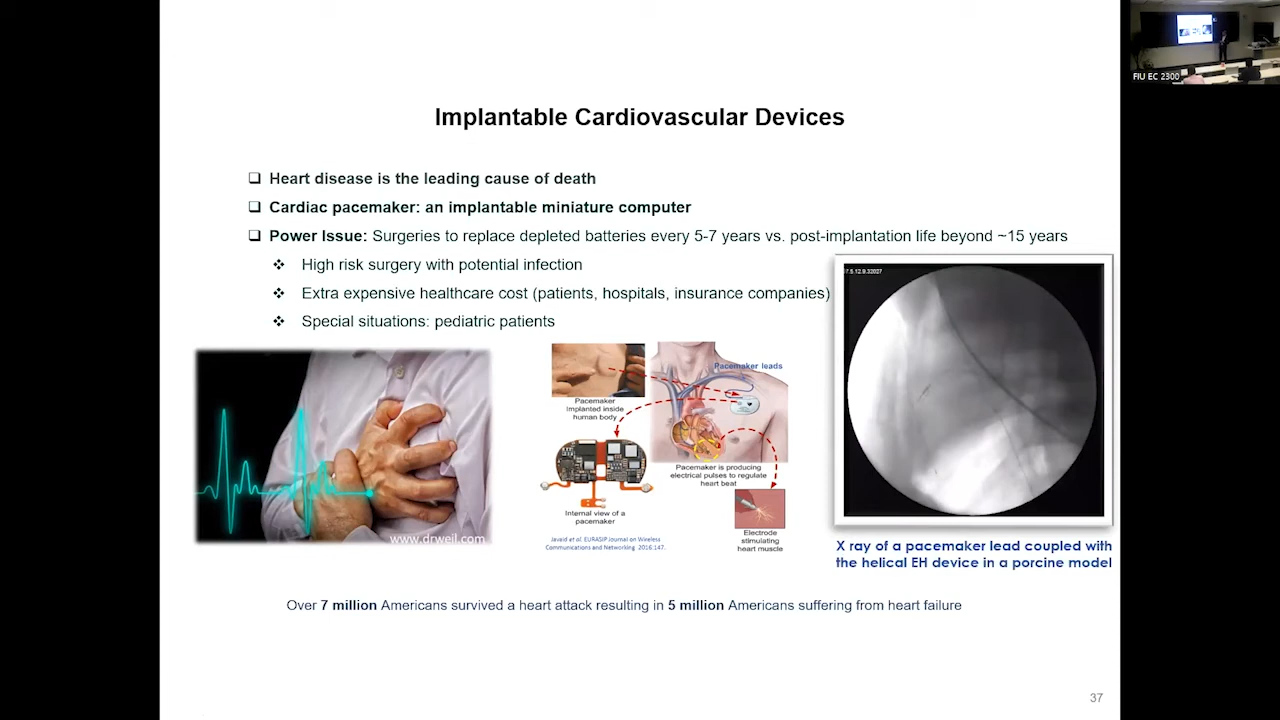 FIU EC 2300
Implantable Cardiovascular Devices
Heart disease is the leading cause of death
Cardiac pacemaker: an implantable miniature computer
Power Issue: Surgeries to replace depleted batteries every 5-7 years vs. post-implantation life beyond ~15 years
High risk surgery with potential infection
Extra expensive healthcare cost (patients, hospitals, insurance companies)
Special situations: pediatric patients
www.drweil.com
Pacemaker leads
Pacemaker
Implanted inside
human body
Pacemaker is producing
electrical pulses to regulate
heart beat
Internal view of a
pacemaker
Electrode
stimulating
heart muscle
Javaid et al. EURASIP Journal on Wireless
Communications and Networking 2016:147.
X ray of a pacemaker lead coupled with
the helical EH device in a porcine model
Over 7 million Americans survived a heart attack resulting in 5 million Americans suffering from heart failure
37